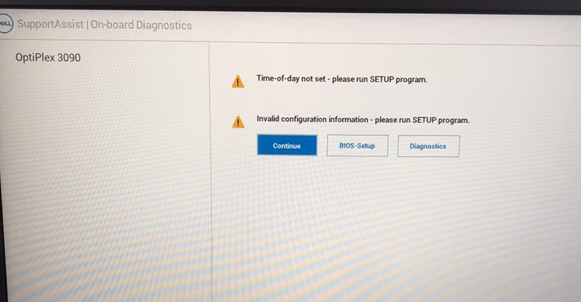 DELL SupportAssist | On-board Diagnostics
OptiPlex 3090
Time-of-day not set - please run SETUP program.
Invalid configuration information - please run SETUP program.
Continue BIOS-Setup Diagnostics